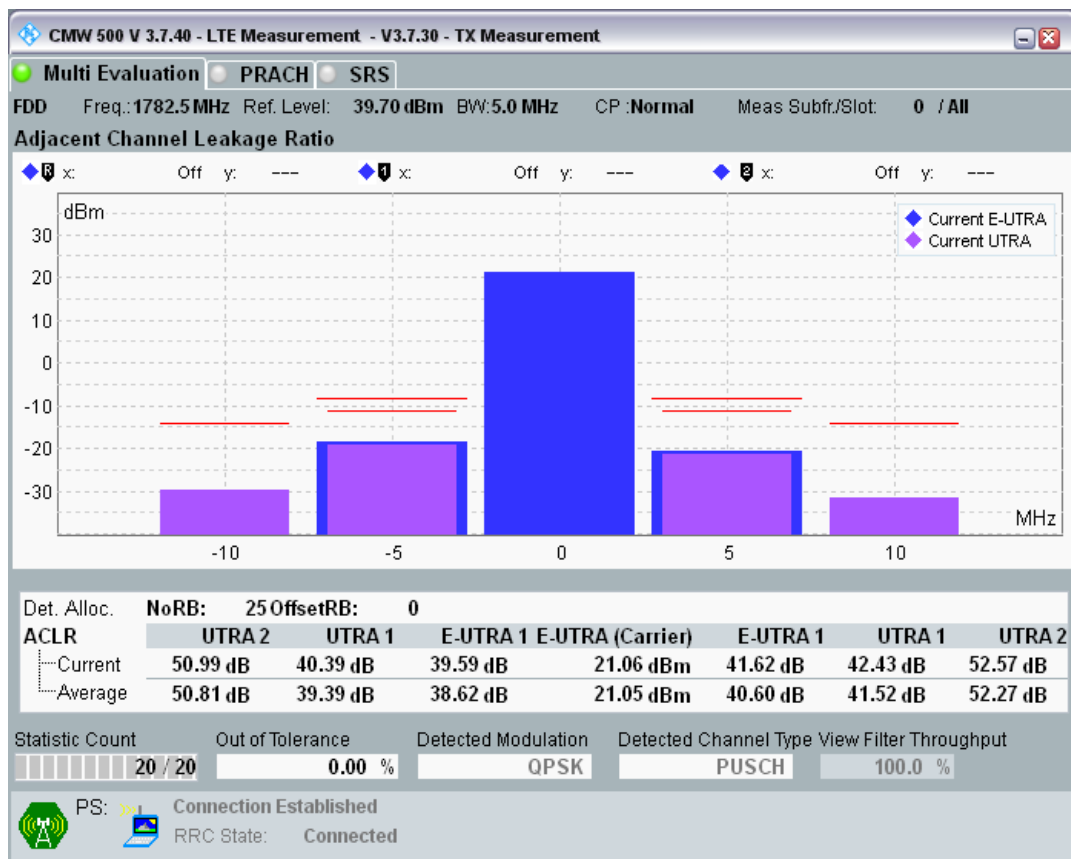 CMW 500 V 3.7.40 - LTE Measurement - V3.7.30 - TX Measurement
Multi Evaluation PRACH SRS
FDD Freq.:1782.5 MHz Ref. Level: 39.70 dBm BW:5.0 MHz CP :Normal Meas Subfr./Slot: 0 / All
Adjacent Channel Leakage Ratio
R x: Off y: --- 1 x: Off y: --- 2 x: Off y: ---
dBm
Current E-UTRA
Current UTRA
30
20
10
0
-10
-20
-30
MHz
-10 -5 0 5 10
Det. Alloc. NoRB: 25 OffsetRB: 0
ACLR UTRA 2 UTRA 1 E-UTRA 1 E-UTRA (Carrier) E-UTRA 1 UTRA 1 UTRA 2
Current 50.99 dB 40.39 dB 39.59 dB 21.06 dBm 41.62 dB 42.43 dB 52.57 dB
Average 50.81 dB 39.39 dB 38.62 dB 21.05 dBm 40.60 dB 41.52 dB 52.27 dB
Statistic Count Out of Tolerance Detected Modulation Detected Channel Type View Filter Throughput
20 / 20 0.00 % QPSK PUSCH 100.0 %
PS: Connection Established
RRC State: Connected